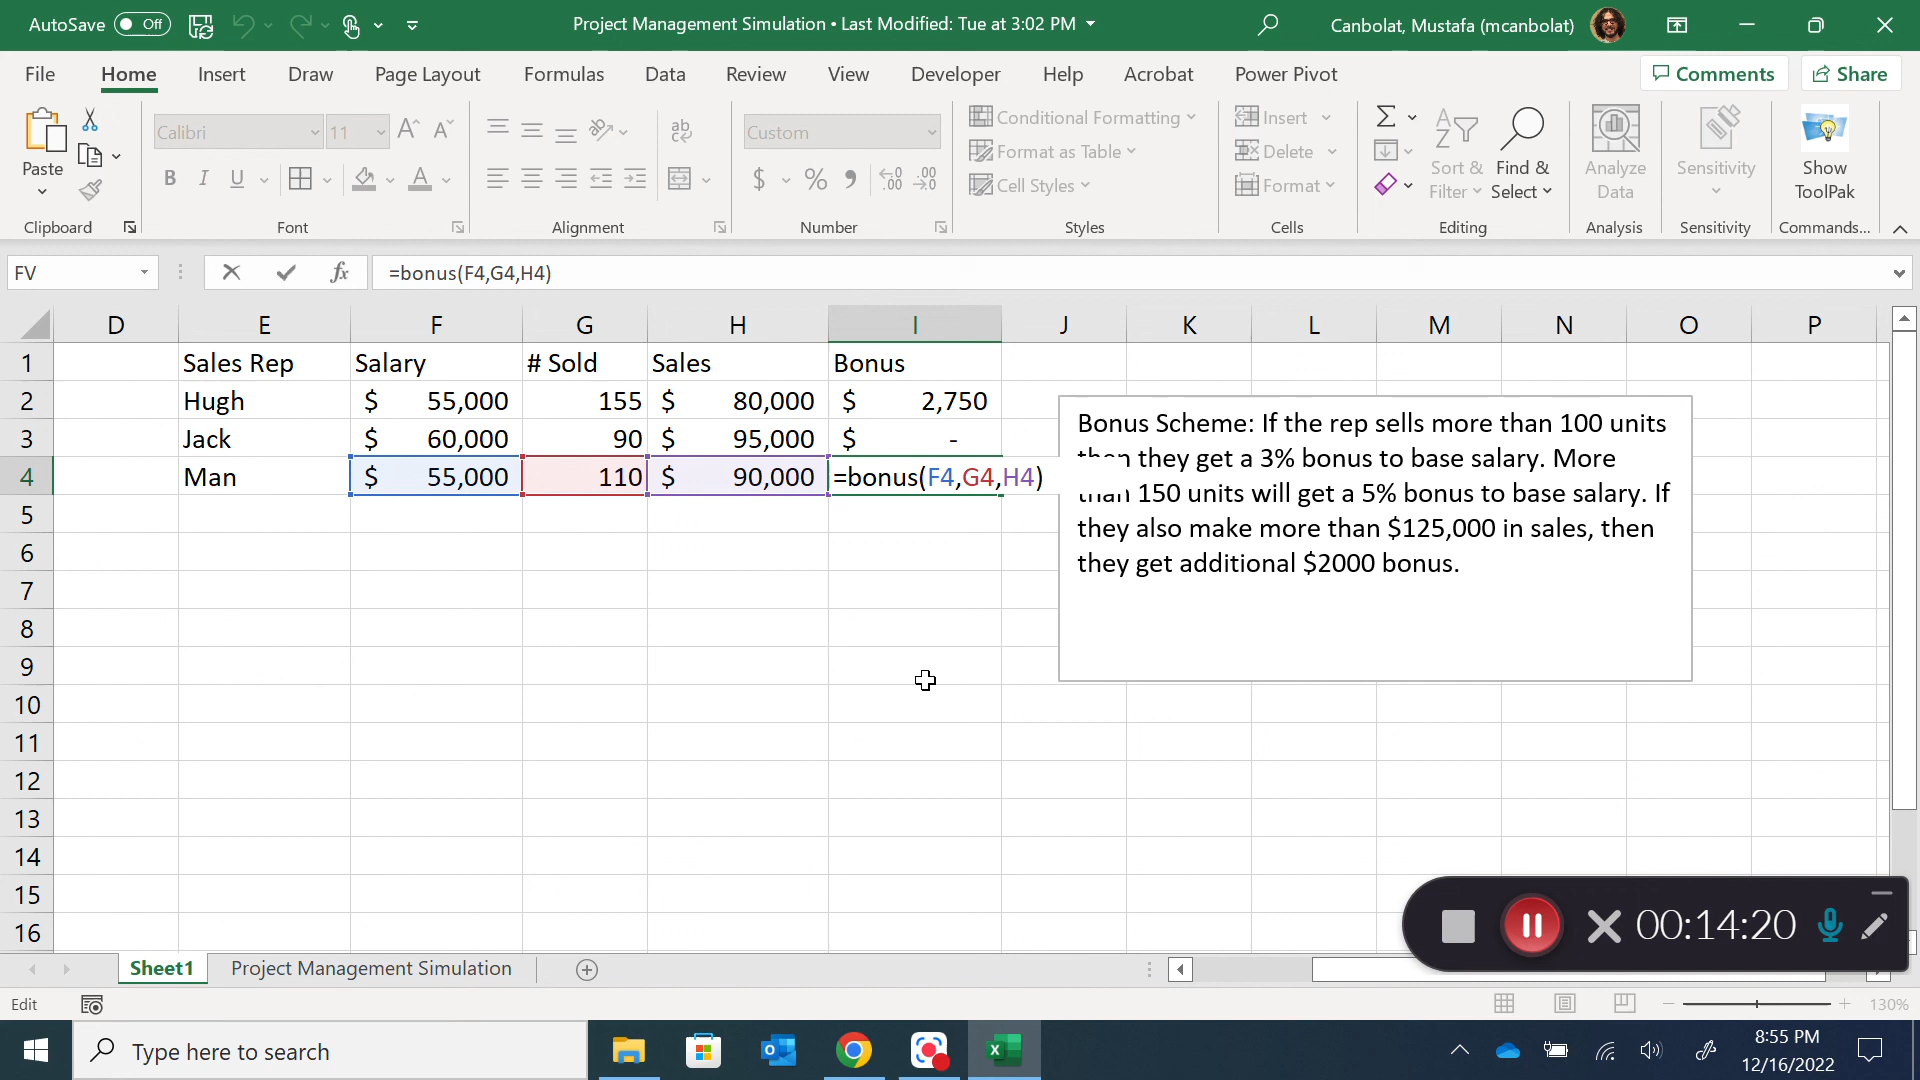 AutoSave Off Project Management Simulation • Last Modified: Tue at 3:02 PM Canbolat, Mustafa (mcanbolat)
File Home Insert Draw Page Layout Formulas Data Review View Developer Help Acrobat Power Pivot Comments Share
Paste
Clipboard
Calibri 11
B I U
A
Font
ab
Alignment
Custom
$ % 9
Number
Conditional Formatting
Format as Table
Cell Styles
Styles
Insert
Delete
Format
Cells
Sort & Filter
Find & Select
Editing
Analyze Data
Analysis
Sensitivity
Sensitivity
Show ToolPak
Commands...
FV fx =bonus(F4,G4,H4)
D E F G H I J K L M N O P
1 Sales Rep Salary # Sold Sales Bonus
2 Hugh $ 55,000 155 $ 80,000 $ 2,750
3 Jack $ 60,000 90 $ 95,000 $ -
4 Man $ 55,000 110 $ 90,000 =bonus(F4,G4,H4)
5
6
7
8
9
10
11
12
13
14
15
16
Bonus Scheme: If the rep sells more than 100 units
then they get a 3% bonus to base salary. More
than 150 units will get a 5% bonus to base salary. If
they also make more than $125,000 in sales, then
they get additional $2000 bonus.
00:14:20
Sheet1 Project Management Simulation
Edit 130%
Type here to search
8:55 PM
12/16/2022